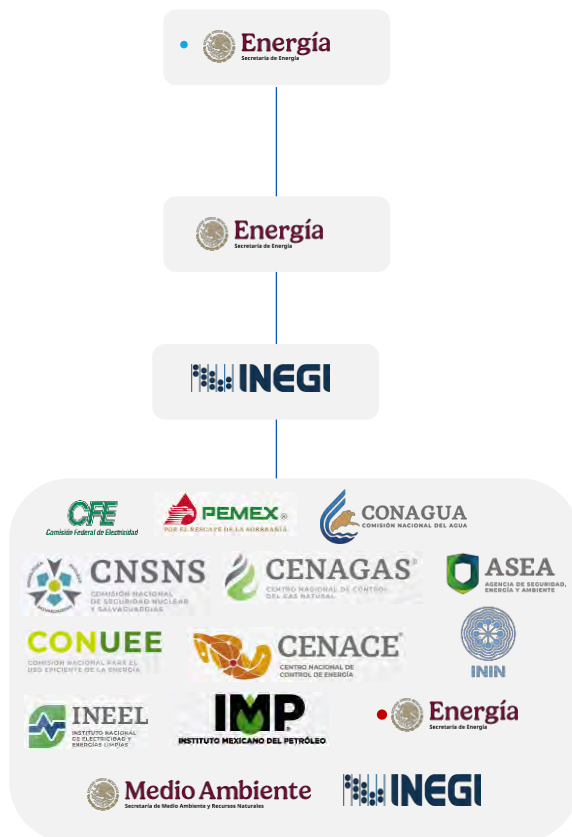 Energía
Secretaría de Energía
Energía
Secretaría de Energía
INEGI
CFE
Comisión Federal de Electricidad
PEMEX®
POR EL RESCATE DE LA SOBERANÍA
CONAGUA
COMISIÓN NACIONAL DEL AGUA
CNSNS
COMISIÓN NACIONAL
DE SEGURIDAD NUCLEAR
Y SALVAGUARDIAS
CENAGAS®
CENTRO NACIONAL DE CONTROL
DEL GAS NATURAL
ASEA
AGENCIA DE SEGURIDAD,
ENERGÍA Y AMBIENTE
CONUEE
COMISIÓN NACIONAL PARA EL
USO EFICIENTE DE LA ENERGÍA
CENACE®
CENTRO NACIONAL DE
CONTROL DE ENERGÍA
ININ
INEEL
INSTITUTO NACIONAL
DE ELECTRICIDAD Y
ENERGÍAS LIMPIAS
IMP®
INSTITUTO MEXICANO DEL PETRÓLEO
Energía
Secretaría de Energía
Medio Ambiente
Secretaría de Medio Ambiente y Recursos Naturales
INEGI